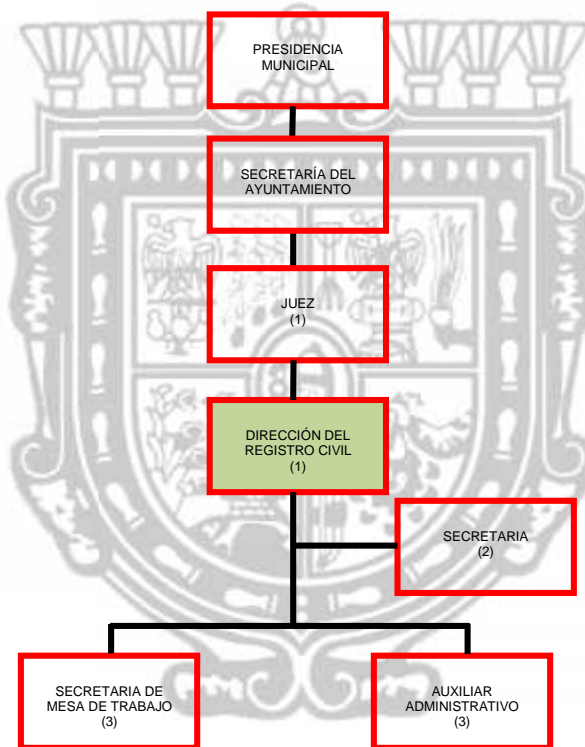 PRESIDENCIA
MUNICIPAL
SECRETARÍA DEL
AYUNTAMIENTO
JUEZ
(1)
DIRECCIÓN DEL
REGISTRO CIVIL
(1)
SECRETARIA
(2)
SECRETARIA DE
MESA DE TRABAJO
(3)
AUXILIAR
ADMINISTRATIVO
(3)